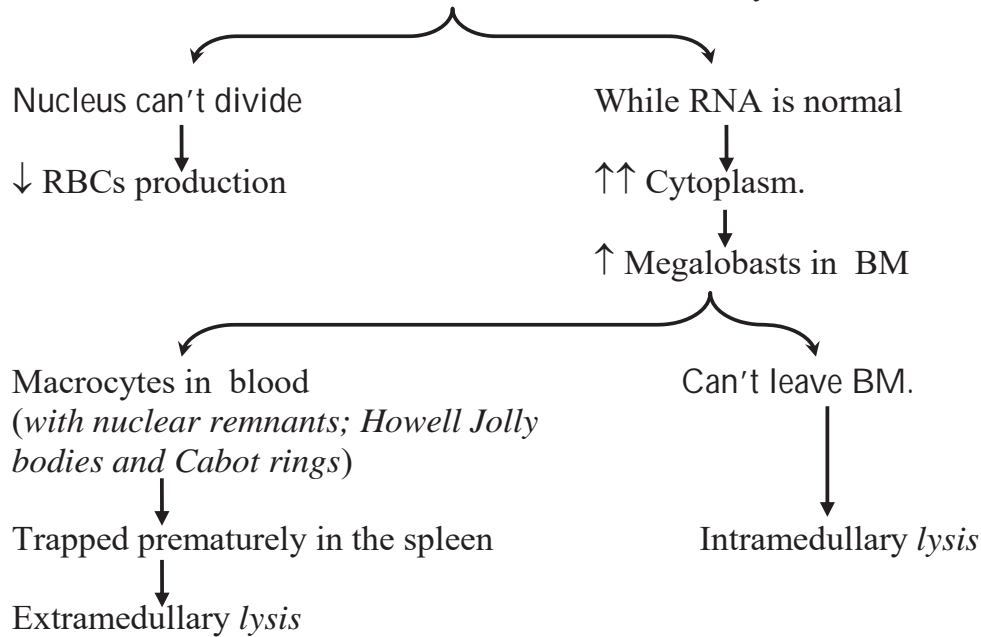 Nucleus can't divide
While RNA is normal
↓ RBCs production
↑↑ Cytoplasm.
↑ Megalobasts in BM
Macrocytes in blood
(with nuclear remnants; Howell Jolly
bodies and Cabot rings)
Can't leave BM.
Trapped prematurely in the spleen
Intramedullary lysis
Extramedullary lysis